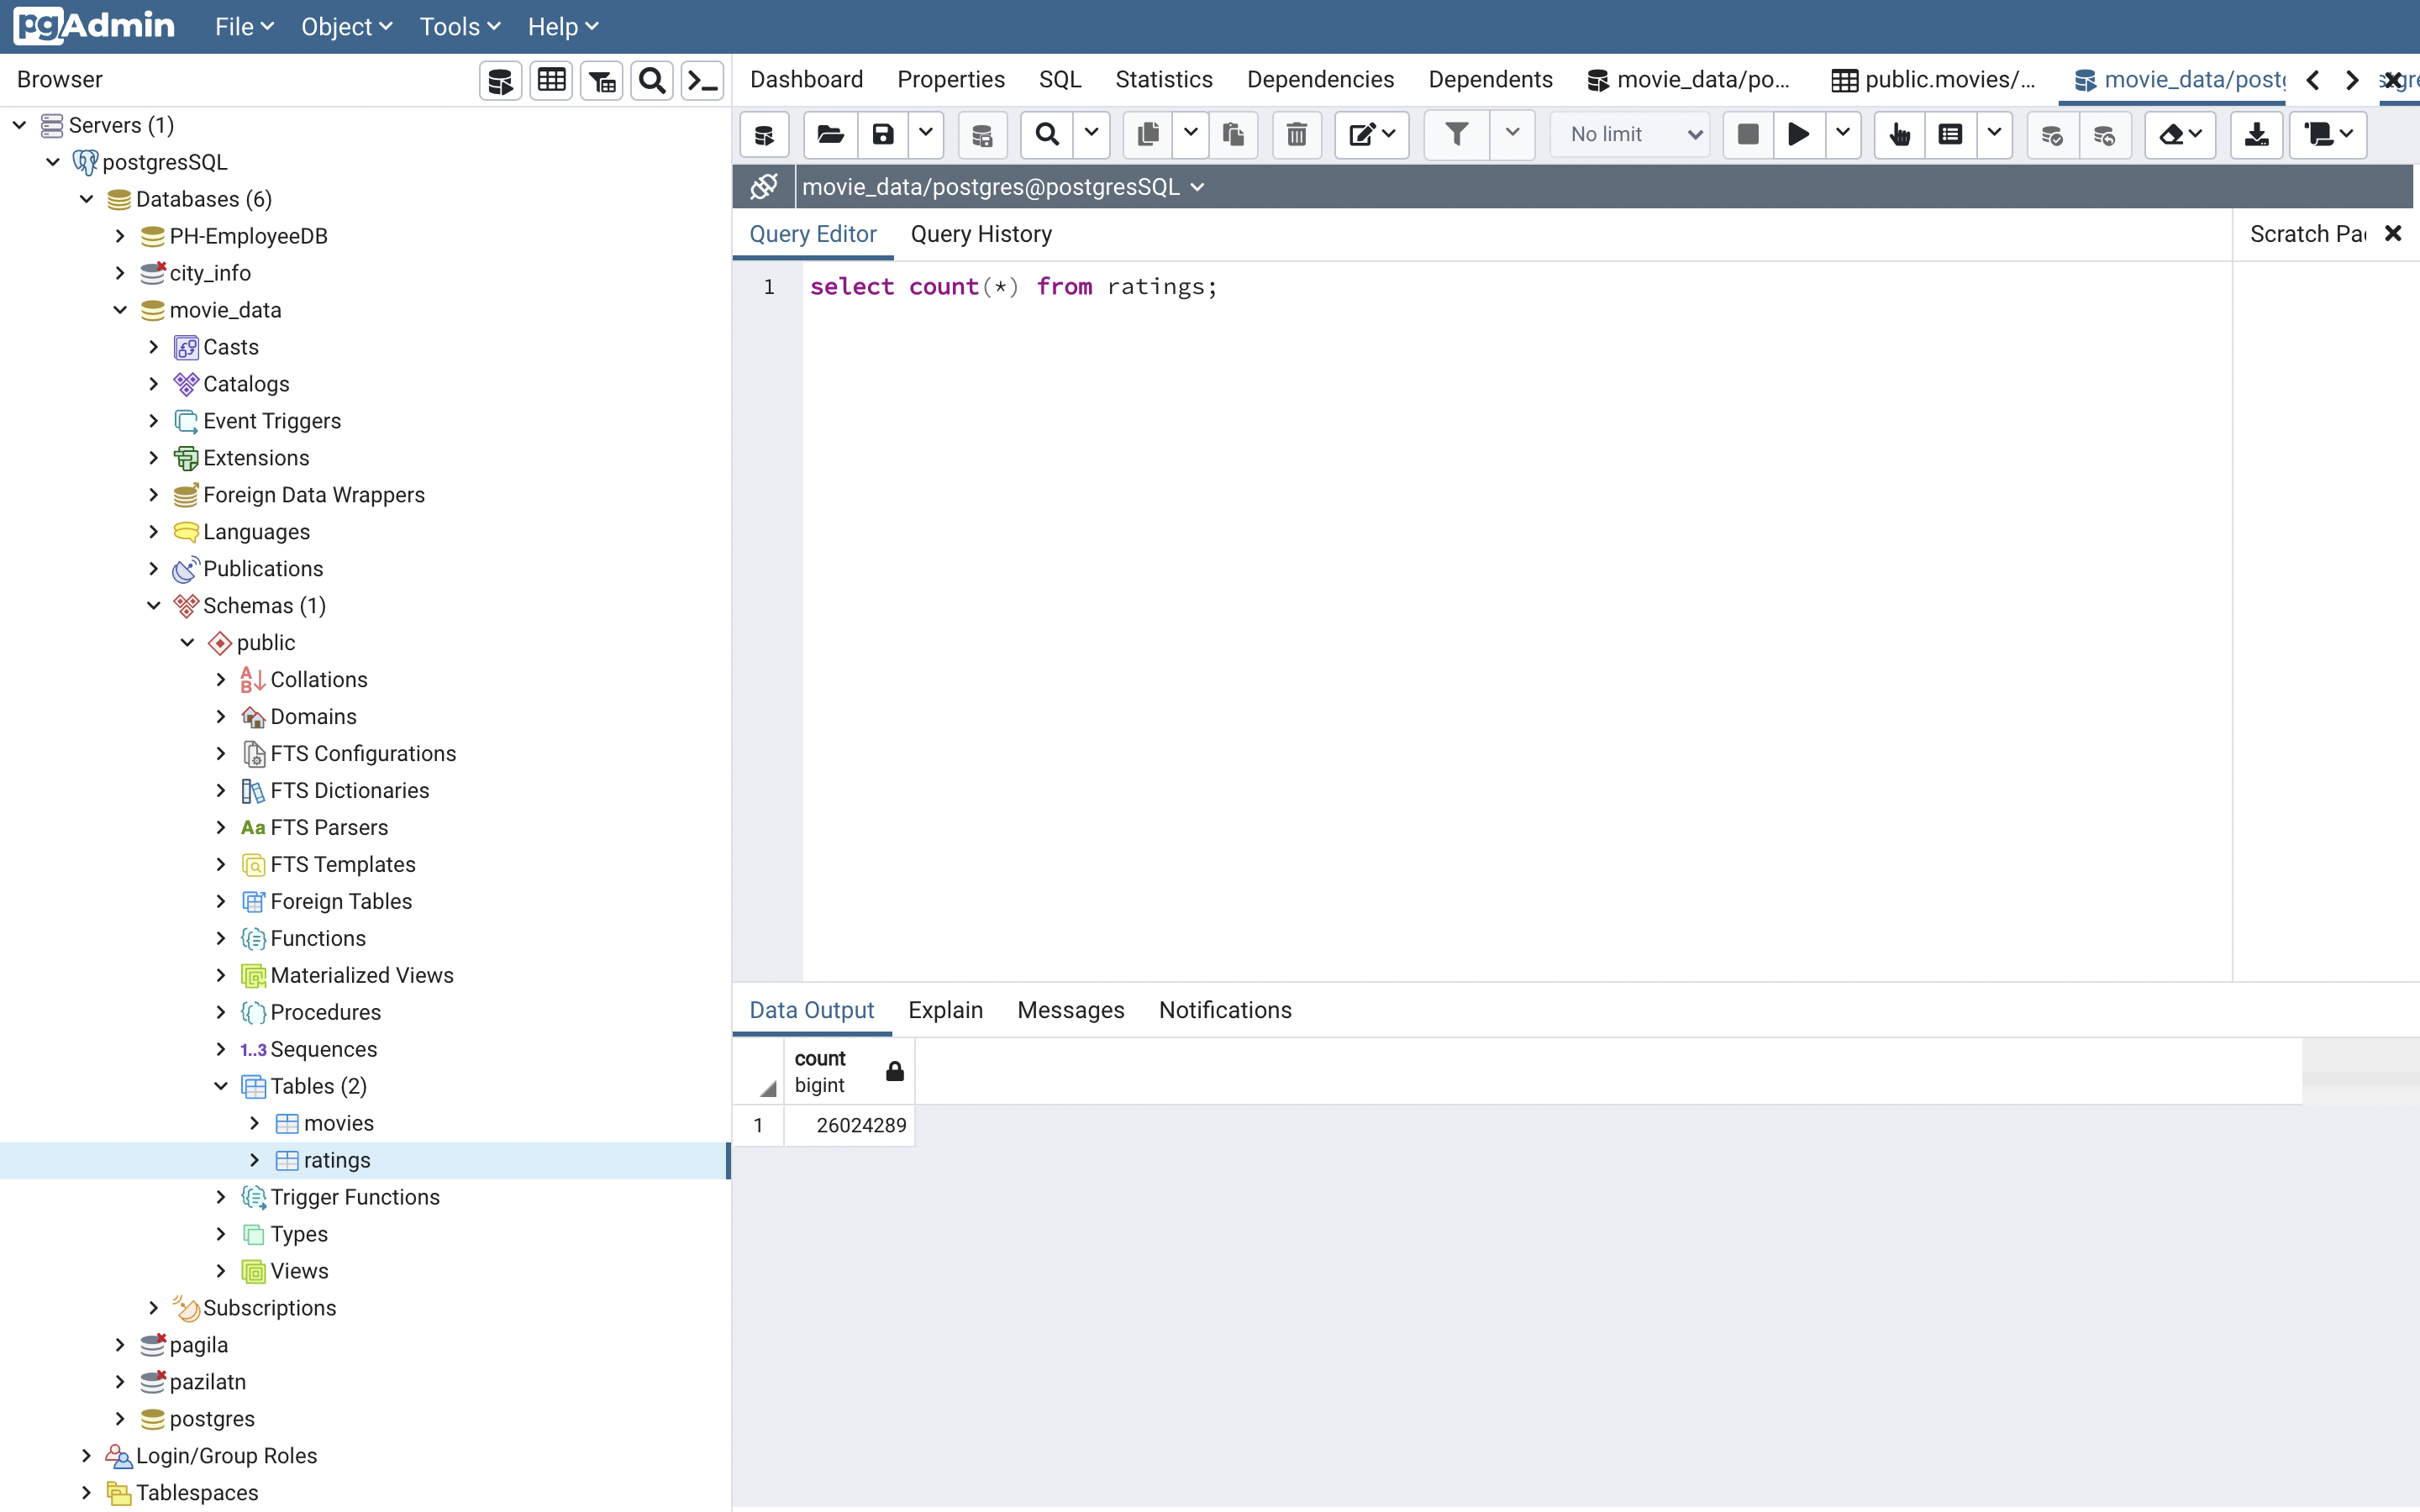 pgAdmin File Object Tools Help
Browser
Servers (1)
postgresSQL
Databases (6)
PH-EmployeeDB
city_info
movie_data
Casts
Catalogs
Event Triggers
Extensions
Foreign Data Wrappers
Languages
Publications
Schemas (1)
public
Collations
Domains
FTS Configurations
FTS Dictionaries
Aa FTS Parsers
FTS Templates
Foreign Tables
Functions
Materialized Views
Procedures
1..3 Sequences
Tables (2)
movies
ratings
Trigger Functions
Types
Views
Subscriptions
pagila
pazilatn
postgres
Login/Group Roles
Tablespaces
Dashboard Properties SQL Statistics Dependencies Dependents movie_data/po... public.movies/... movie_data/postg
No limit
movie_data/postgres@postgresSQL
Query Editor Query History Scratch Pa
1 select count(*) from ratings;
Data Output Explain Messages Notifications
count
bigint
1 26024289